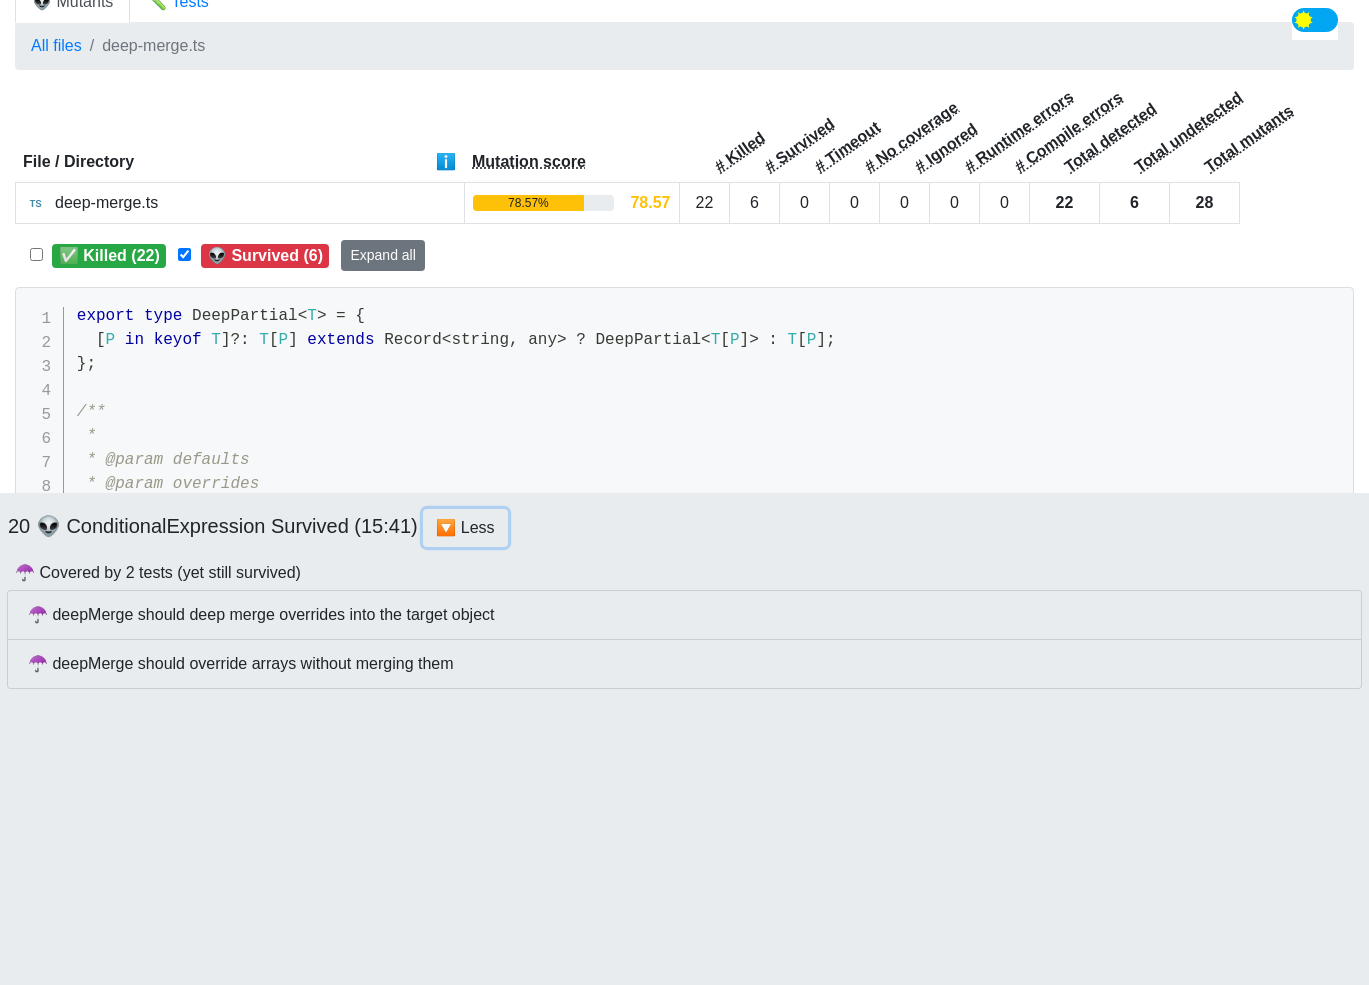 👽 Mutants Tests
All files / deep-merge.ts
File / Directory ℹ️ Mutation score # Killed # Survived # Timeout # No coverage # Ignored # Runtime errors # Compile errors Total detected Total undetected Total mutants
TS deep-merge.ts 78.57% 78.57 22 6 0 0 0 0 0 22 6 28
✅ Killed (22) 👽 Survived (6) Expand all
1 export type DeepPartial<T> = {
2 [P in keyof T]?: T[P] extends Record<string, any> ? DeepPartial<T[P]> : T[P];
3 };
4
5 /**
6 *
7 * @param defaults
8 * @param overrides
20 👽 ConditionalExpression Survived (15:41) 🔽 Less
☂️ Covered by 2 tests (yet still survived)
☂️ deepMerge should deep merge overrides into the target object
☂️ deepMerge should override arrays without merging them